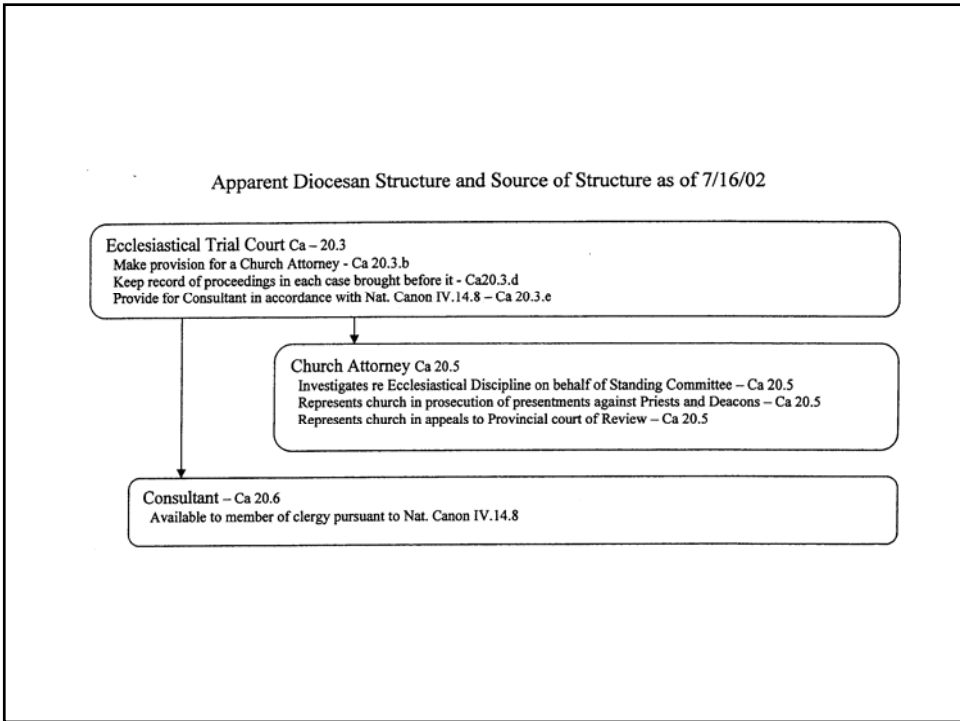 Apparent Diocesan Structure and Source of Structure as of 7/16/02
Ecclesiastical Trial Court Ca – 20.3
Make provision for a Church Attorney - Ca 20.3.b
Keep record of proceedings in each case brought before it - Ca20.3.d
Provide for Consultant in accordance with Nat. Canon IV.14.8 – Ca 20.3.e
Church Attorney Ca 20.5
Investigates re Ecclesiastical Discipline on behalf of Standing Committee – Ca 20.5
Represents church in prosecution of presentments against Priests and Deacons – Ca 20.5
Represents church in appeals to Provincial court of Review – Ca 20.5
Consultant – Ca 20.6
Available to member of clergy pursuant to Nat. Canon IV.14.8